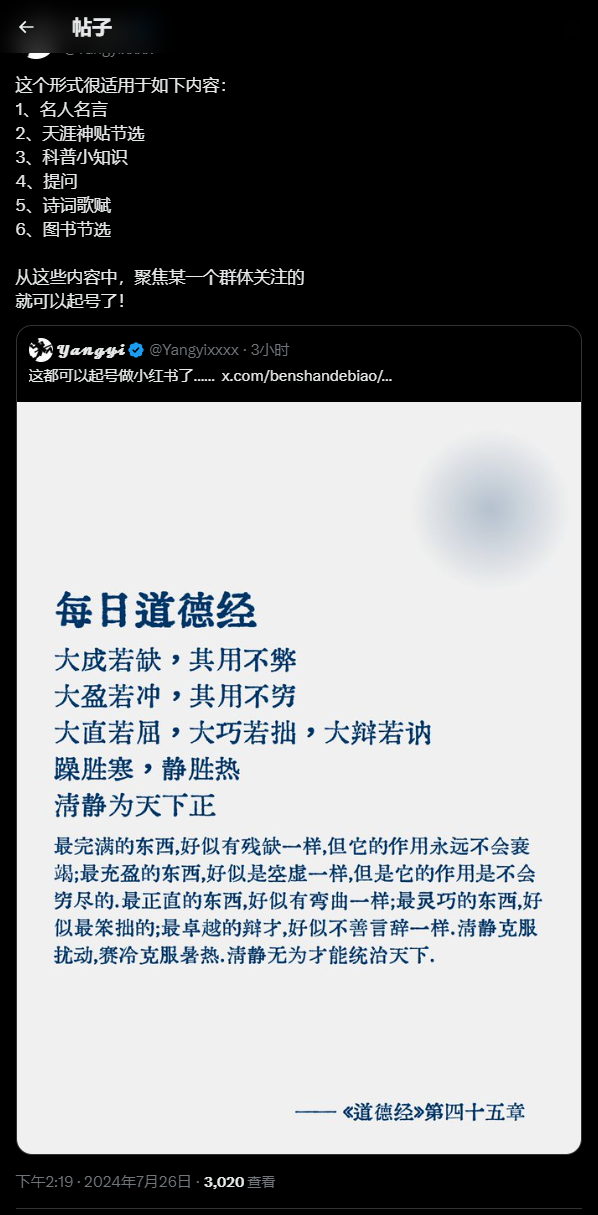 帖子
这个形式很适用于如下内容：
1、名人名言
2、天涯神贴节选
3、科普小知识
4、提问
5、诗词歌赋
6、图书节选
从这些内容中，聚焦某一个群体关注的
就可以起号了！
Yangyi @Yangyixxxx · 3小时
这都可以起号做小红书了…… x.com/benshandebiao/...
每日道德经
大成若缺，其用不弊
大盈若冲，其用不穷
大直若屈，大巧若拙，大辩若讷
躁胜寒，静胜热
清静为天下正
最完满的东西,好似有残缺一样,但它的作用永远不会衰
竭;最充盈的东西,好似是空虚一样,但是它的作用是不会
穷尽的.最正直的东西,好似有弯曲一样;最灵巧的东西,好
似最笨拙的;最卓越的辩才,好似不善言辞一样.清静克服
扰动,赛冷克服暑热.清静无为才能统治天下.
—— 《道德经》第四十五章
下午2:19 · 2024年7月26日 · 3,020 查看